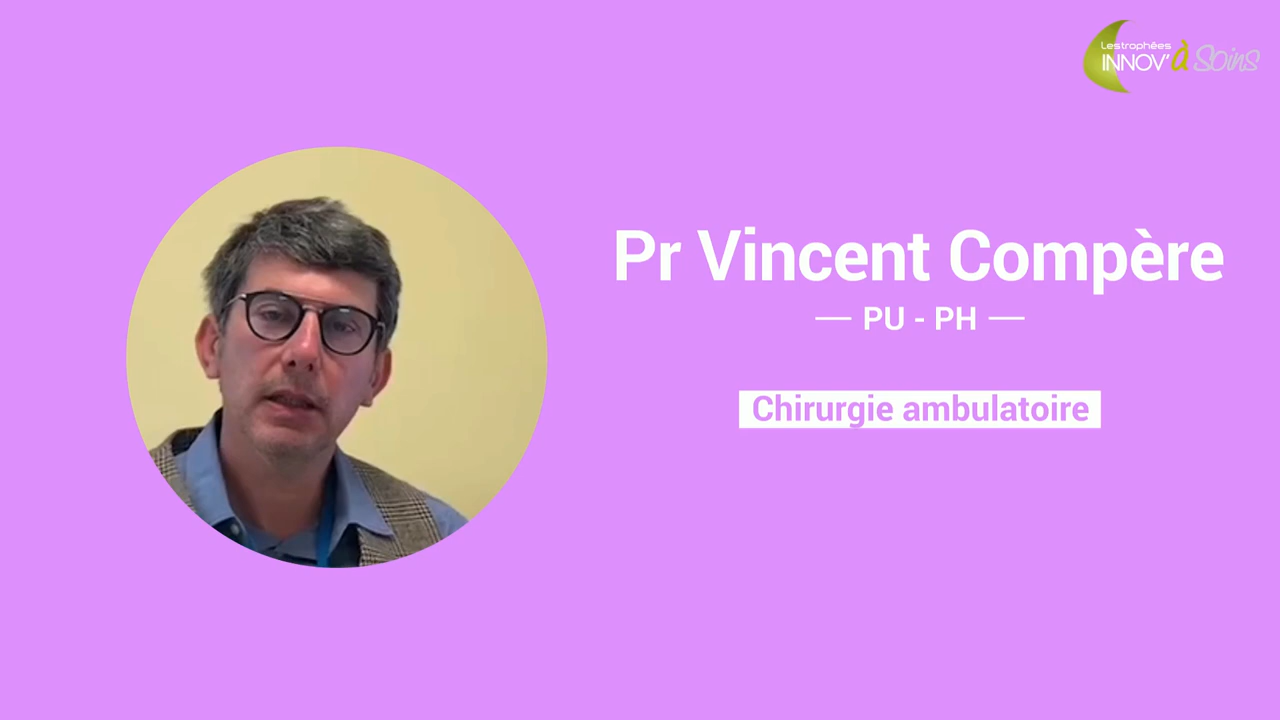 Les trophées
INNOV' à Soins
Pr Vincent Compère
— PU - PH —
Chirurgie ambulatoire